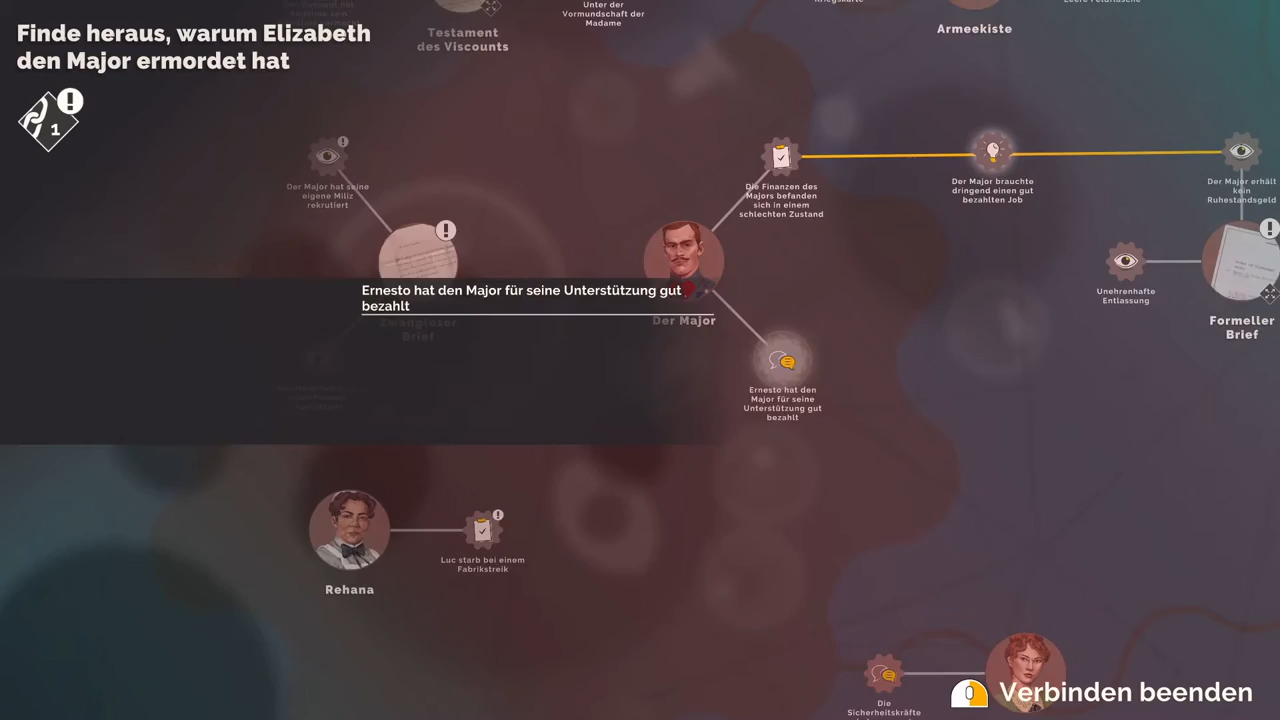 Finde heraus, warum Elizabeth
den Major ermordet hat
1
Unter der
Vormundschaft der
Madame
Testament
des Viscounts
Armeekiste
Der Major hat seine
eigene Miliz
rekrutiert
Die Finanzen des
Majors befanden
sich in einem
schlechten Zustand
Der Major brauchte
dringend einen gut
bezahlten Job
Der Major erhält
kein
Ruhestandsgeld
Ernesto hat den Major für seine Unterstützung gut
bezahlt
Unehrenhafte
Entlassung
Zwangloser
Brief
Der Major
Formeller
Brief
Ernesto hat den
Major für seine
Unterstützung gut
bezahlt
Luc starb bei einem
Fabrikstreik
Rehana
Die
Sicherheitskräfte
Verbinden beenden